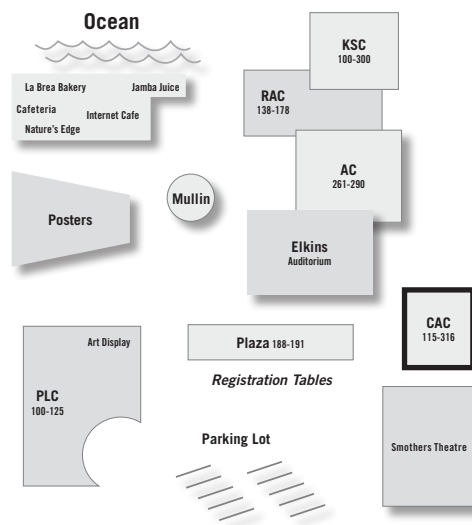 Ocean
KSC
100-300
La Brea Bakery
Jamba Juice
Cafeteria
Internet Cafe
Nature's Edge
RAC
138-178
AC
261-290
Mullin
Posters
Elkins
Auditorium
CAC
115-316
Plaza 188-191
Art Display
Registration Tables
PLC
100-125
Parking Lot
Smothers Theatre